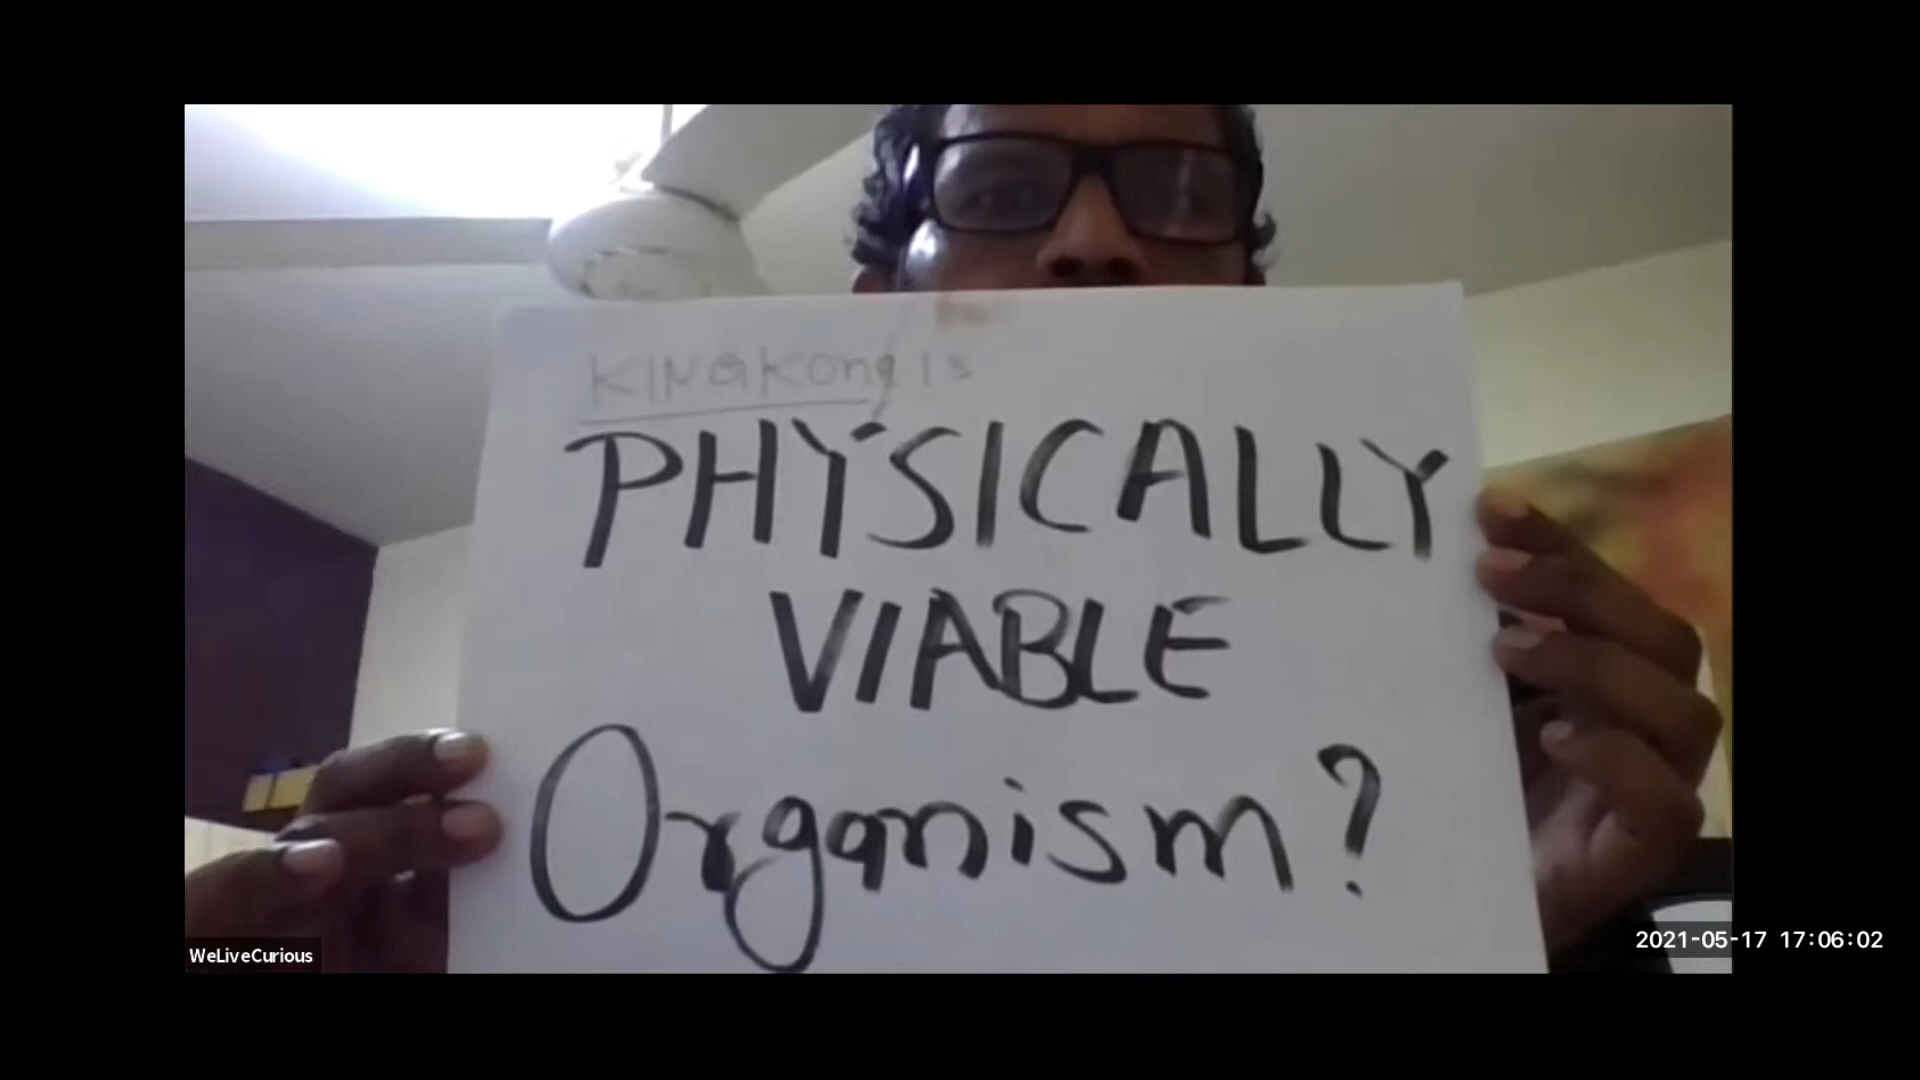 KINGKong is
PHYSICALLY
VIABLE
Organism?
WeLiveCurious
2021-05-17 17:06:02